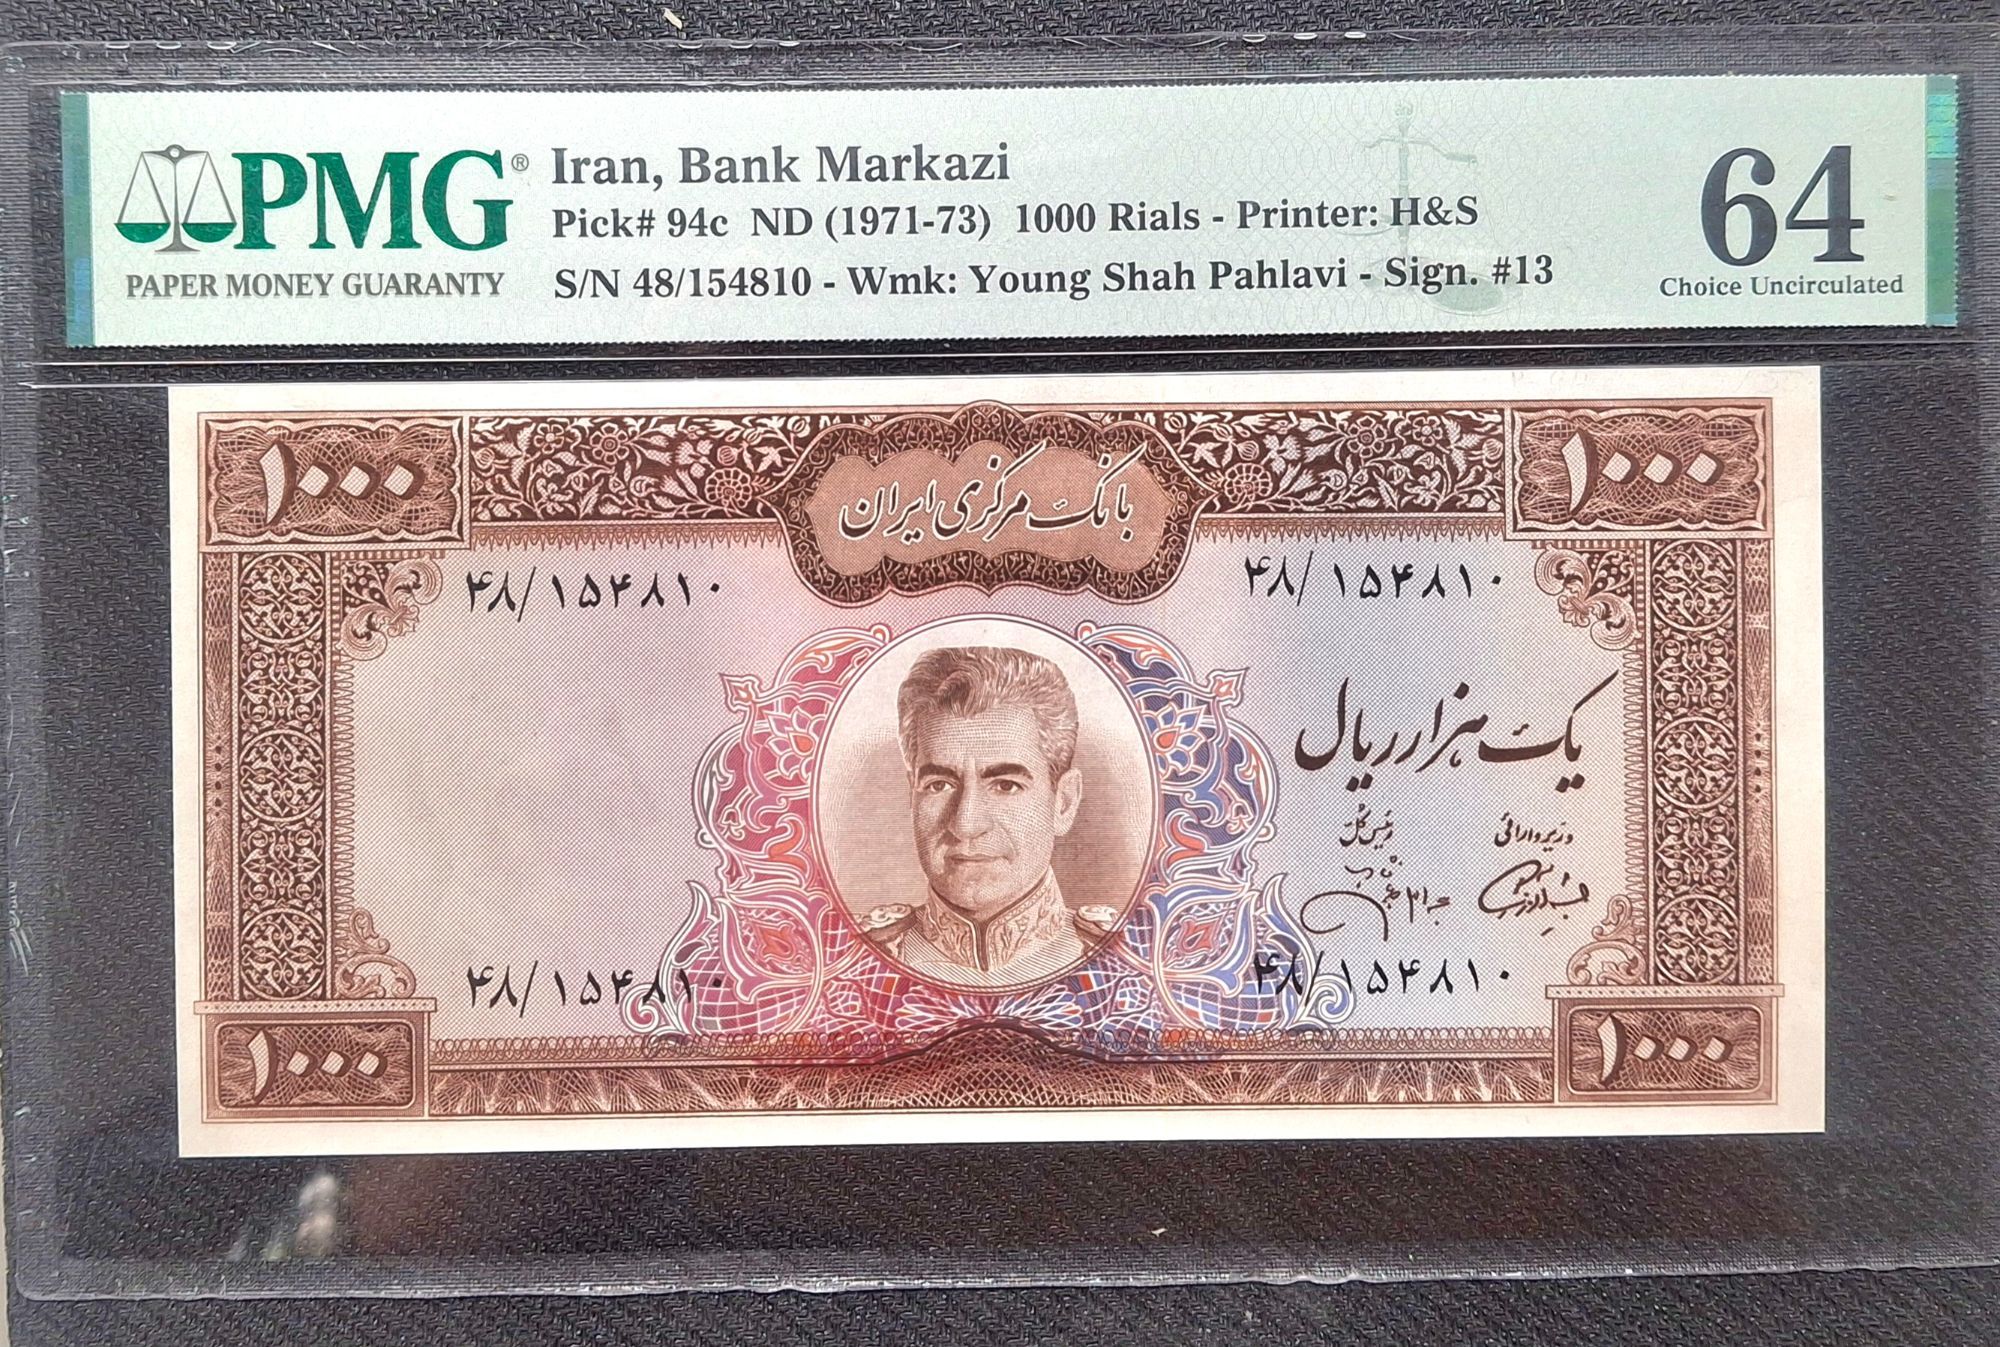 PMG®
PAPER MONEY GUARANTY
Iran, Bank Markazi
Pick# 94c ND (1971-73) 1000 Rials - Printer: H&S
S/N 48/154810 - Wmk: Young Shah Pahlavi - Sign. #13
64
Choice Uncirculated
۱۰۰۰
بانک مرکزی ایران
۱۰۰۰
۴۸/۱۵۴۸۱۰
۴۸/۱۵۴۸۱۰
یک هزار ریال
وزیر دارائی
رئیس کل
۴۸/۱۵۴۸۱۰
۴۸/۱۵۴۸۱۰
۱۰۰۰
۱۰۰۰